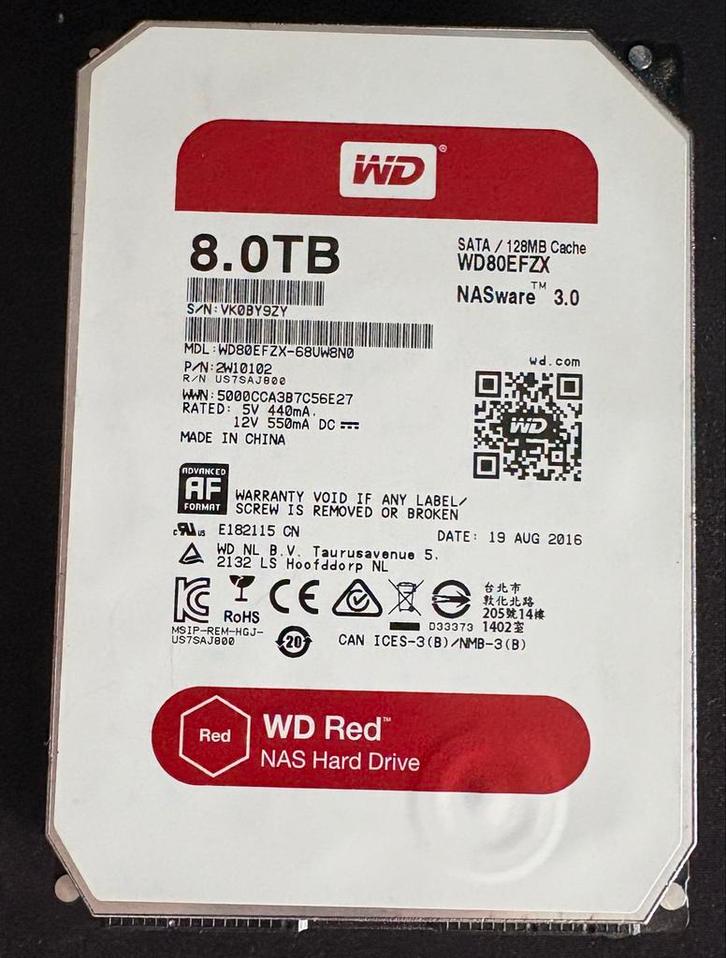 WD®
8.0TB
SATA / 128MB Cache
WD80EFZX
NASware™ 3.0
S/N:VK0BY9ZY
MDL:WD80EFZX-68UW8N0
P/N:2W10102
R/N US7SAJ800
WWN:5000CCA3B7C56E27
RATED: 5V 440mA.
12V 550mA DC
MADE IN CHINA
wd.com
WD
ADVANCED
AF
FORMAT
WARRANTY VOID IF ANY LABEL/
SCREW IS REMOVED OR BROKEN
c RU us E182115 CN
DATE: 19 AUG 2016
WD NL B.V. Taurusavenue 5.
2132 LS Hoofddorp NL
KC
RoHS
CE
MSIP-REM-HGJ-
US7SAJ800
20
D33373
台北市
敦化北路
205號14樓
1402室
CAN ICES-3(B)/NMB-3(B)
Red
WD Red™
NAS Hard Drive